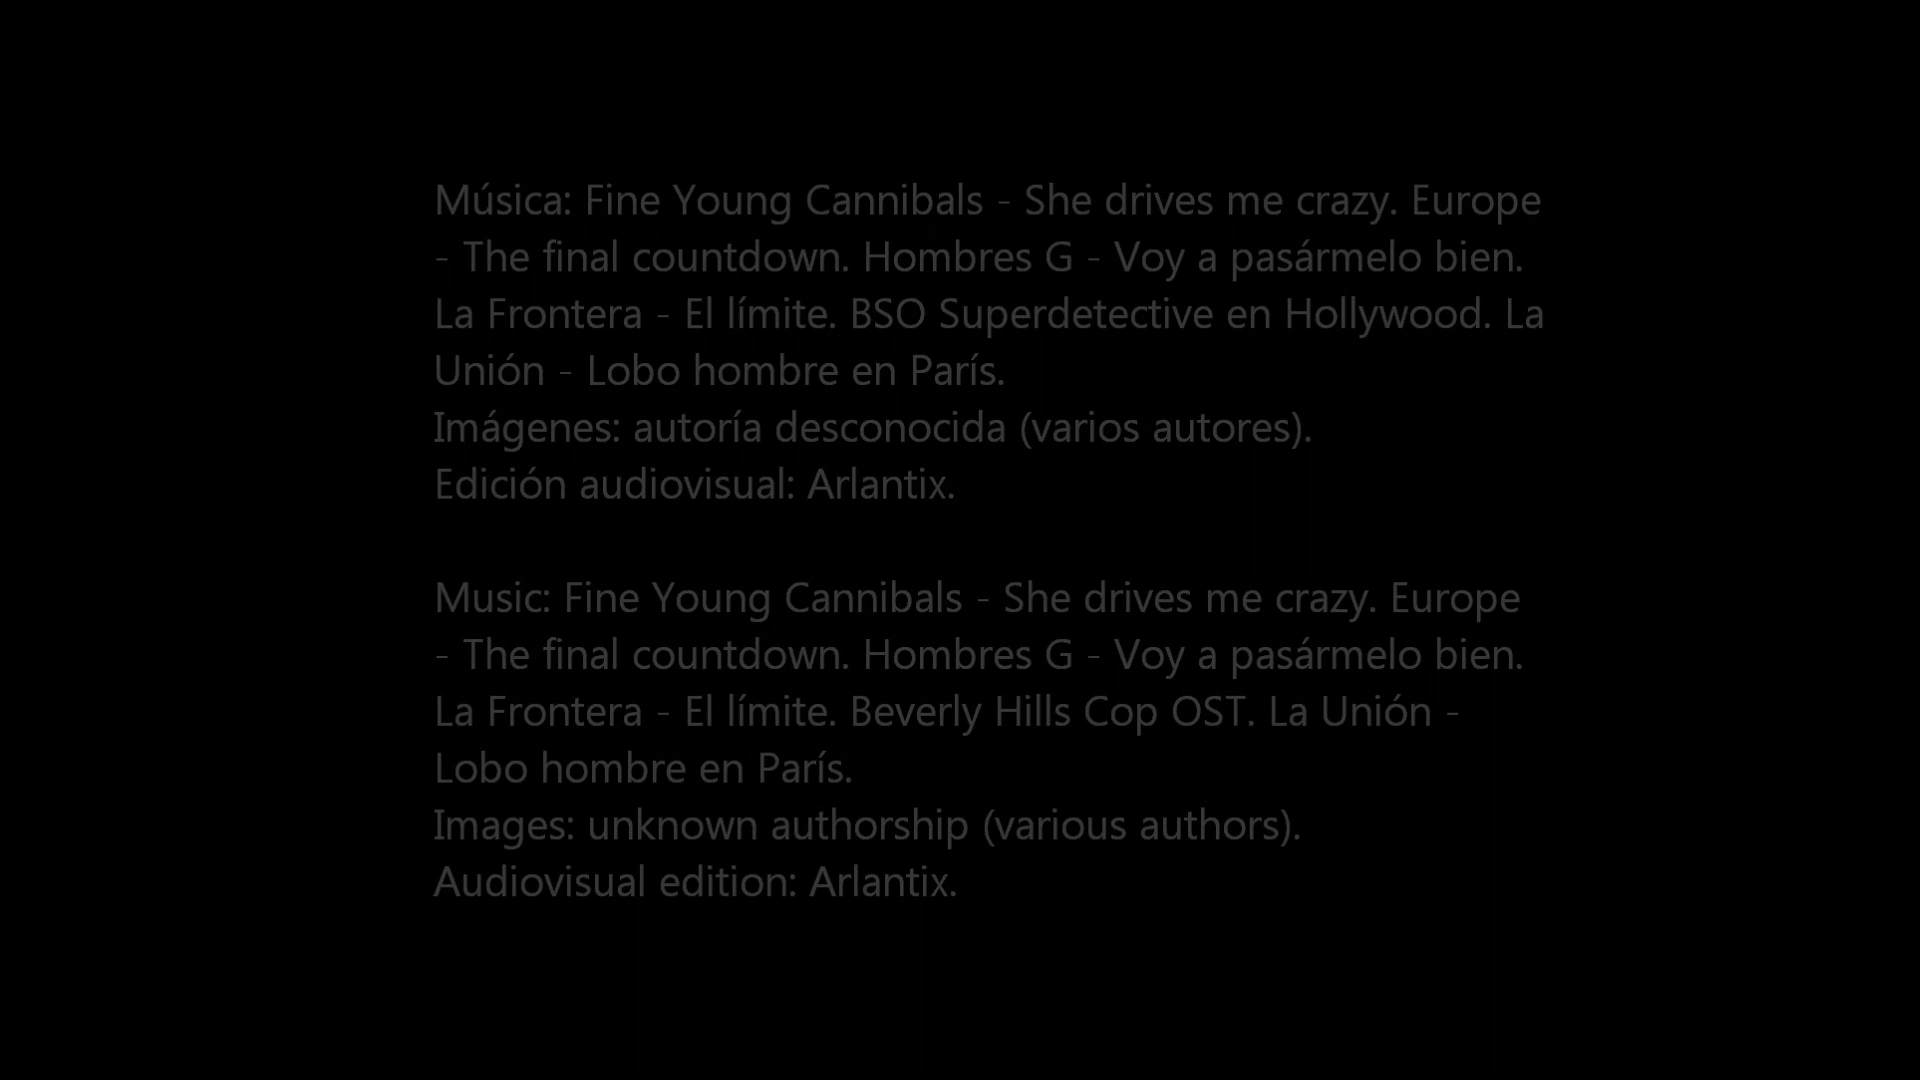 Música: Fine Young Cannibals - She drives me crazy. Europe
- The final countdown. Hombres G - Voy a pasármelo bien.
La Frontera - El límite. BSO Superdetective en Hollywood. La
Unión - Lobo hombre en París.
Imágenes: autoría desconocida (varios autores).
Edición audiovisual: Arlantix.
Music: Fine Young Cannibals - She drives me crazy. Europe
- The final countdown. Hombres G - Voy a pasármelo bien.
La Frontera - El límite. Beverly Hills Cop OST. La Unión -
Lobo hombre en París.
Images: unknown authorship (various authors).
Audiovisual edition: Arlantix.